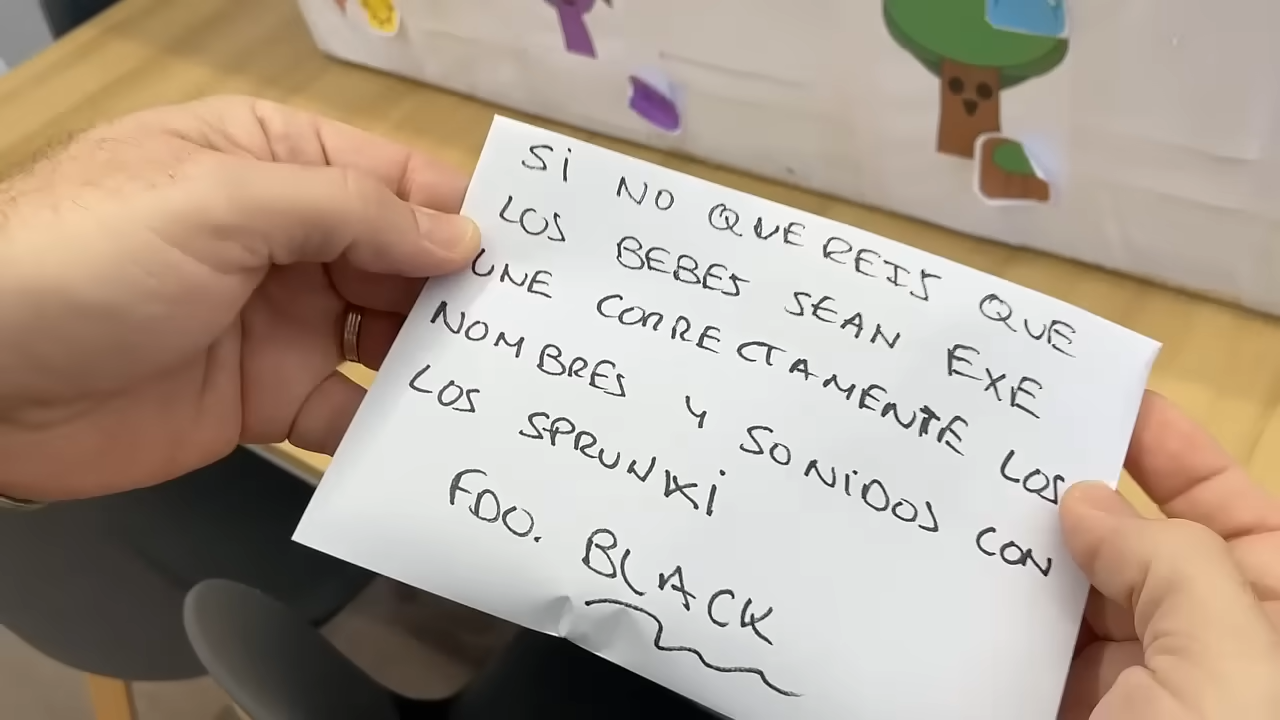 Si NO QUEREIS QUE
LOS BEBES SEAN EXE
UNE CORRECTAMENTE LOS
NOMBRES Y SONiDOS CON
LOS SPRUNKi
FDO. BLACK